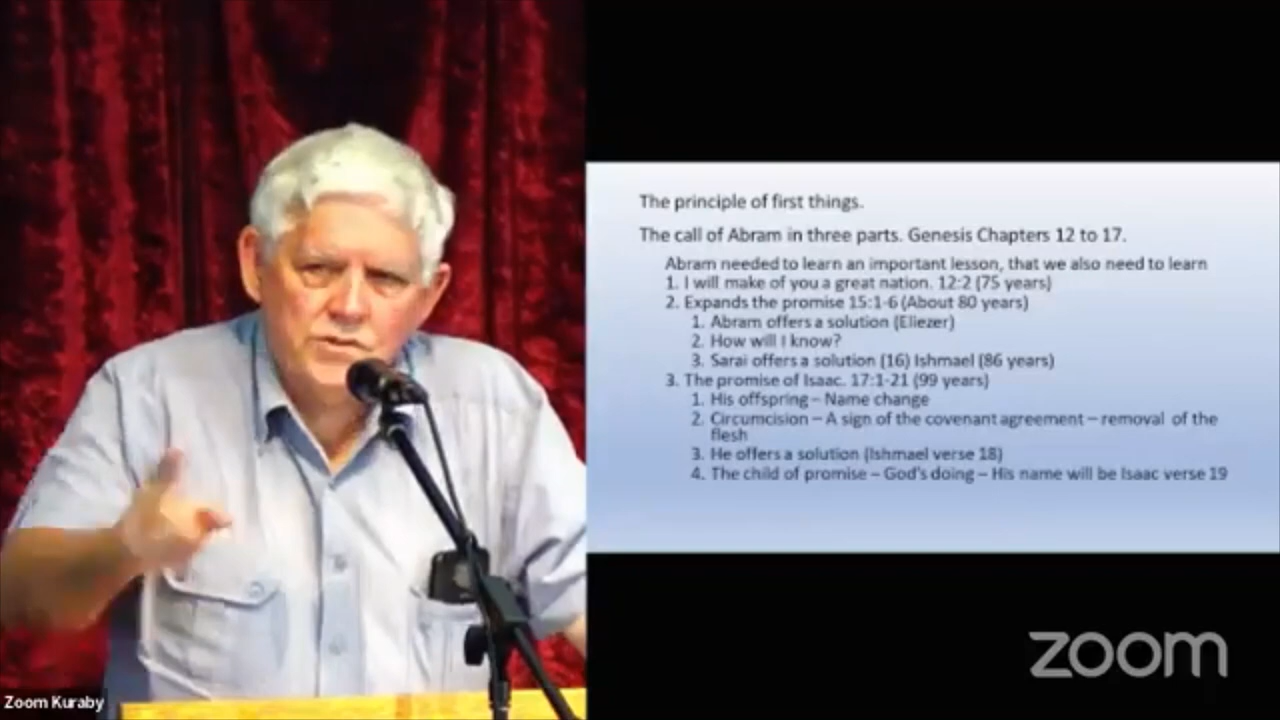 The principle of first things.
The call of Abram in three parts. Genesis Chapters 12 to 17.
Abram needed to learn an important lesson, that we also need to learn
1. I will make of you a great nation. 12:2 (75 years)
2. Expands the promise 15:1-6 (About 80 years)
1. Abram offers a solution (Eliezer)
2. How will I know?
3. Sarai offers a solution (16) Ishmael (86 years)
3. The promise of Isaac. 17:1-21 (99 years)
1. His offspring – Name change
2. Circumcision – A sign of the covenant agreement – removal of the
flesh
3. He offers a solution (Ishmael verse 18)
4. The child of promise – God's doing – His name will be Isaac verse 19
zoom
Zoom Kuraby